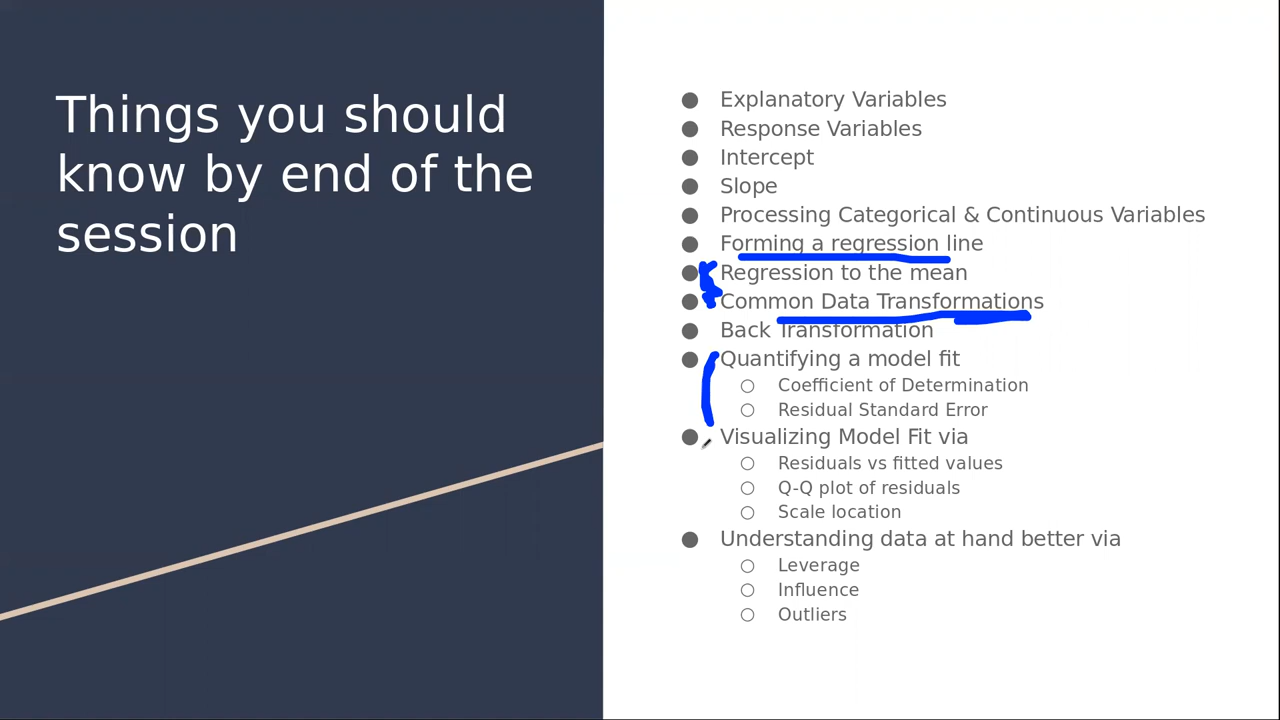 Things you should
know by end of the
session
Explanatory Variables
Response Variables
Intercept
Slope
Processing Categorical & Continuous Variables
Forming a regression line
Regression to the mean
Common Data Transformations
Back Transformation
Quantifying a model fit
Coefficient of Determination
Residual Standard Error
Visualizing Model Fit via
Residuals vs fitted values
Q-Q plot of residuals
Scale location
Understanding data at hand better via
Leverage
Influence
Outliers